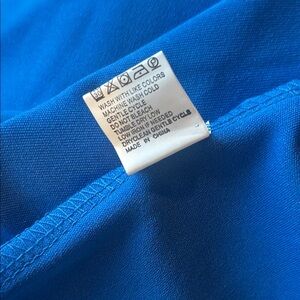 WASH WITH LIKE COLORS
MACHINE WASH COLD
GENTLE CYCLE
DO NOT BLEACH
TUMBLE DRY LOW
LOW IRON IF NEEDED
DRYCLEAN GENTLE CYCLE
MADE IN CHINA